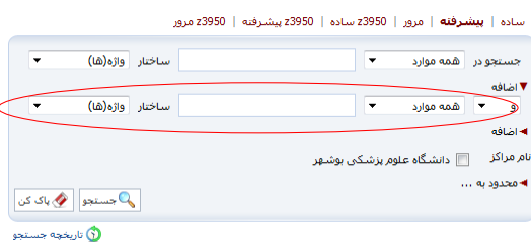 ساده | پیشرفته | مرور | z3950 ساده | z3950 پیشرفته | z3950 مرور
جستجو در همه موارد ساختار واژه(ها)
اضافه
و همه موارد ساختار واژه(ها)
اضافه
نام مراکز دانشگاه علوم پزشکی بوشهر
محدود به ...
جستجو پاک کن
تاریخچه جستجو